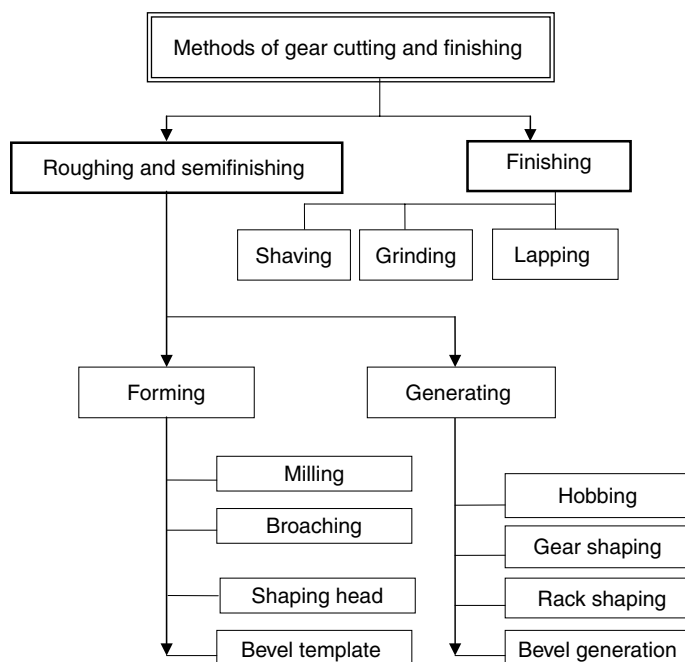 Methods of gear cutting and finishing
Roughing and semifinishing
Finishing
Shaving
Grinding
Lapping
Forming
Generating
Milling
Broaching
Shaping head
Bevel template
Hobbing
Gear shaping
Rack shaping
Bevel generation